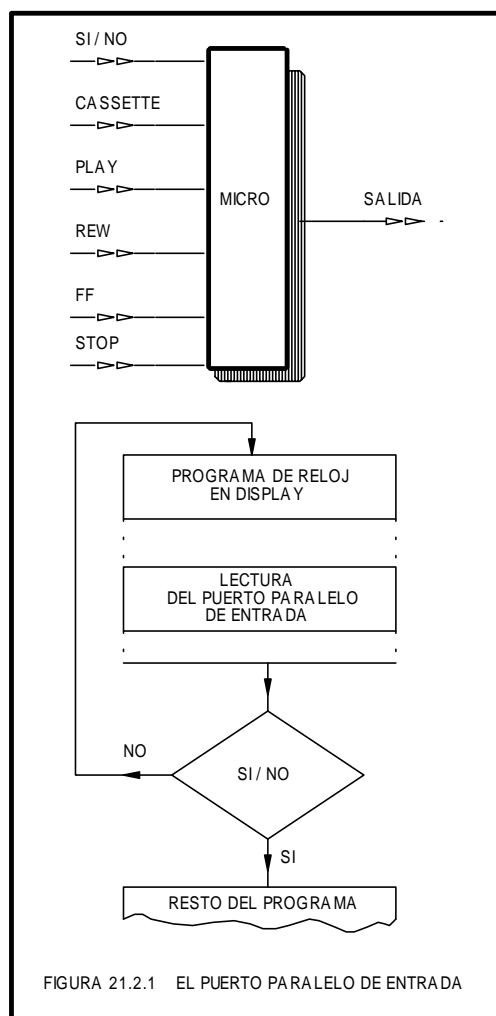 SI / NO
CASSETTE
PLAY
REW
FF
STOP
MICRO
SALIDA
PROGRAMA DE RELOJ
EN DISPLAY
LECTURA
DEL PUERTO PARALELO
DE ENTRADA
NO
SI / NO
SI
RESTO DEL PROGRAMA
FIGURA 21.2.1 EL PUERTO PARALELO DE ENTRADA